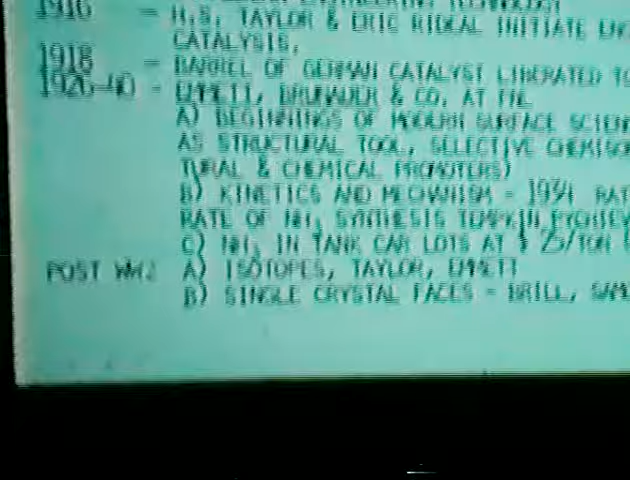 1916 - H.S. TAYLOR & ERIC RIDEAL INITIATE
CATALYSIS.
1918 - BARREL OF GERMAN CATALYST LIBERATED TO
1926-40 - EMMETT, BRUNAUER & CO. AT FNL
A) BEGINNINGS OF MODERN SURFACE
AS STRUCTURAL TOOL, SELECTIVE
TURAL & CHEMICAL PROMOTERS)
B) KINETICS AND MECHANISM - 1934
RATE OF NH3 SYNTHESIS TEMKIN
C) NH3 IN TANK CAR LOTS AT $ 25/TON
POST WW2 A) ISOTOPES, TAYLOR, EMMETT
B) SINGLE CRYSTAL FACES - BRILL,